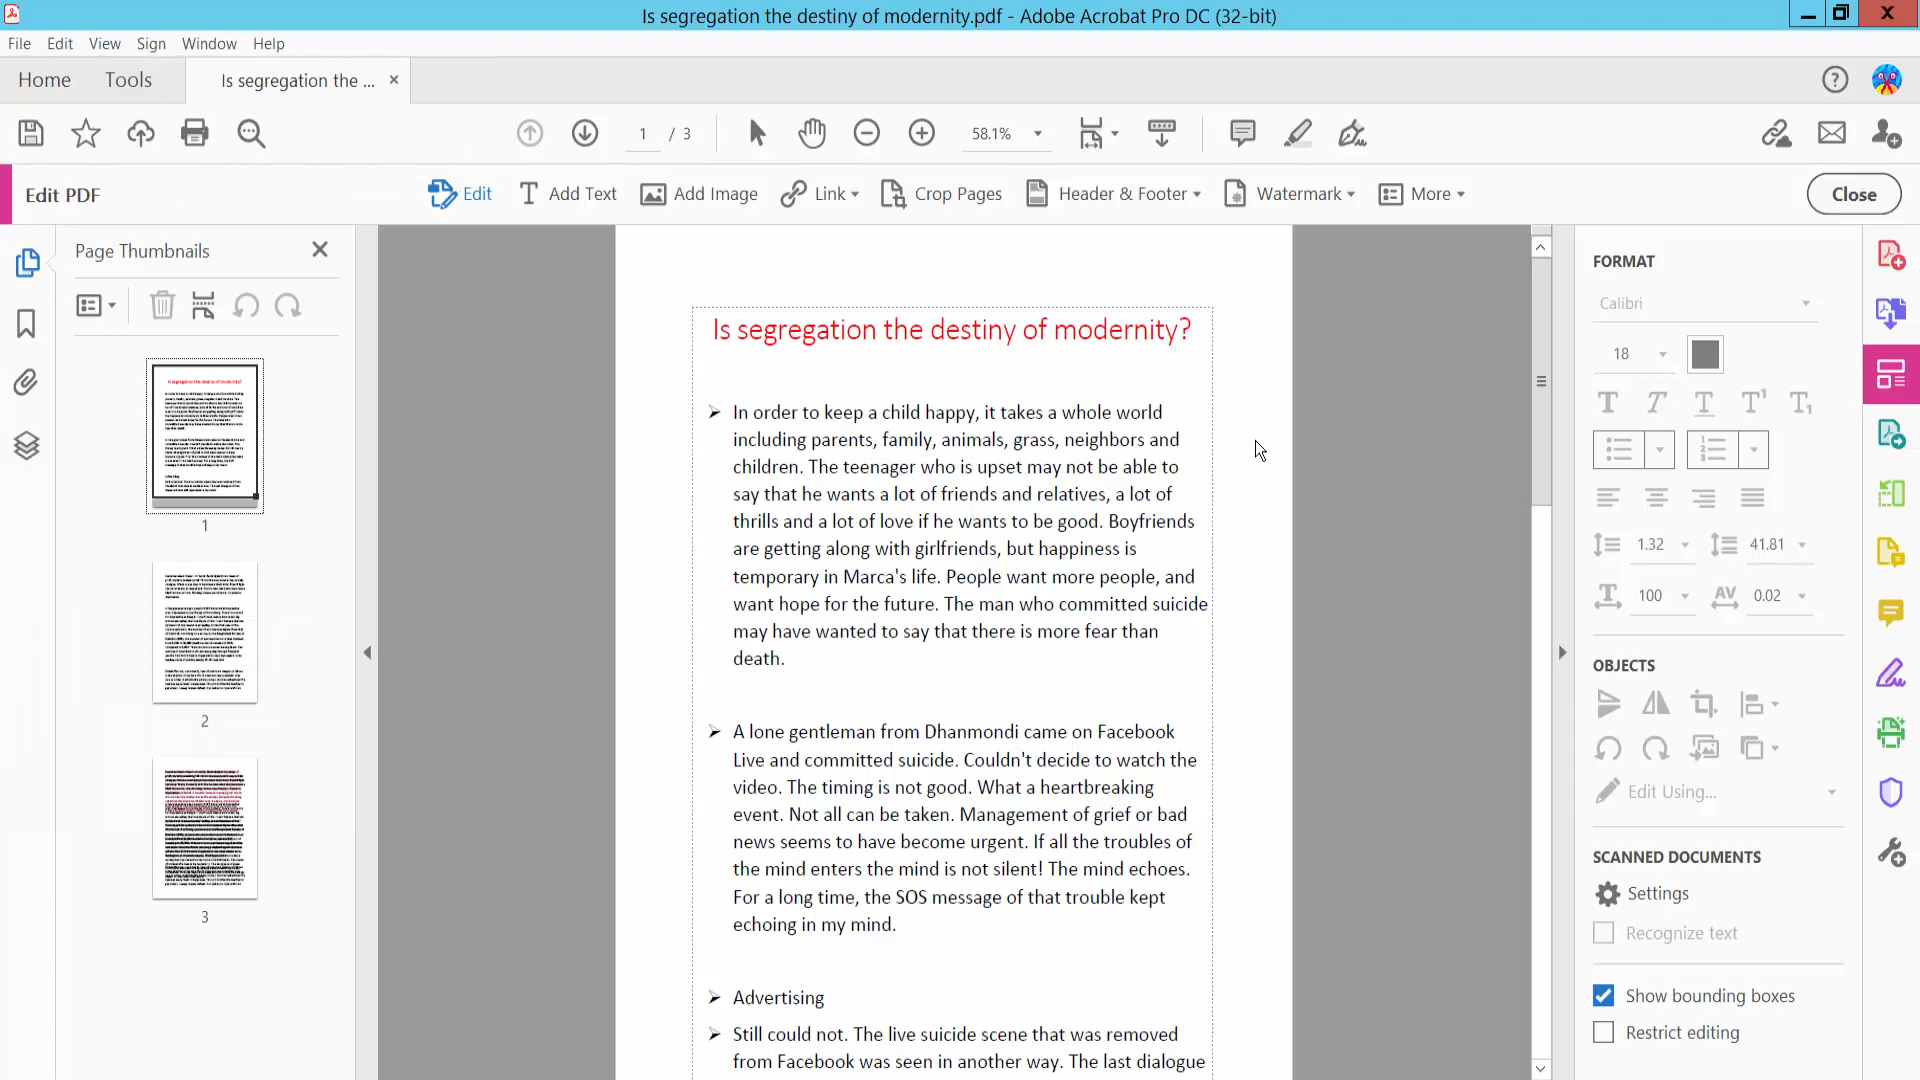 Is segregation the destiny of modernity.pdf - Adobe Acrobat Pro DC (32-bit)
File Edit View Sign Window Help
Home Tools Is segregation the ... ×
1 / 3 58.1%
Edit PDF Edit Add Text Add Image Link Crop Pages Header & Footer Watermark More Close
Page Thumbnails
1
2
3
Is segregation the destiny of modernity?
➢ In order to keep a child happy, it takes a whole world
including parents, family, animals, grass, neighbors and
children. The teenager who is upset may not be able to
say that he wants a lot of friends and relatives, a lot of
thrills and a lot of love if he wants to be good. Boyfriends
are getting along with girlfriends, but happiness is
temporary in Marca's life. People want more people, and
want hope for the future. The man who committed suicide
may have wanted to say that there is more fear than
death.
➢ A lone gentleman from Dhanmondi came on Facebook
Live and committed suicide. Couldn't decide to watch the
video. The timing is not good. What a heartbreaking
event. Not all can be taken. Management of grief or bad
news seems to have become urgent. If all the troubles of
the mind enters the mind is not silent! The mind echoes.
For a long time, the SOS message of that trouble kept
echoing in my mind.
➢ Advertising
➢ Still could not. The live suicide scene that was removed
from Facebook was seen in another way. The last dialogue
FORMAT
Calibri
18
T T T T¹ T₁
1.32 41.81
100 AV 0.02
OBJECTS
Edit Using...
SCANNED DOCUMENTS
Settings
Recognize text
Show bounding boxes
Restrict editing